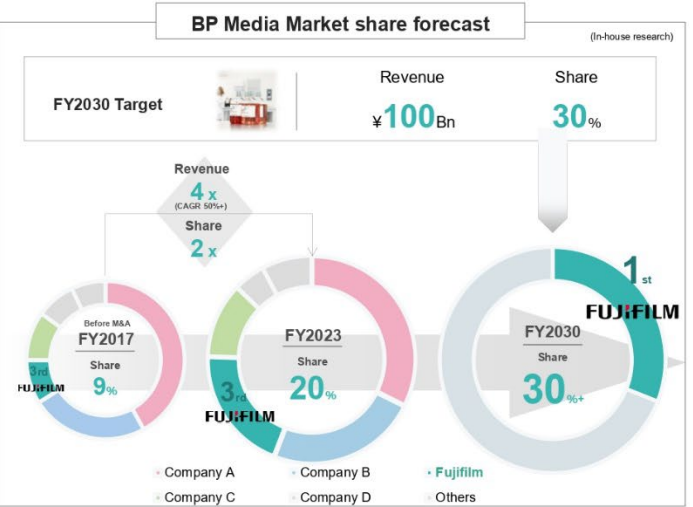 BP Media Market share forecast
(In-house research)
FY2030 Target
Revenue
¥100Bn
Share
30%
Revenue
4 x
(CAGR 50%+)
Share
2 x
Before M&A
FY2017
Share
9%
3rd
FUJIFILM
FY2023
Share
20%
3rd
FUJIFILM
1st
FUJIFILM
FY2030
Share
30%+
Company A
Company B
Fujifilm
Company C
Company D
Others